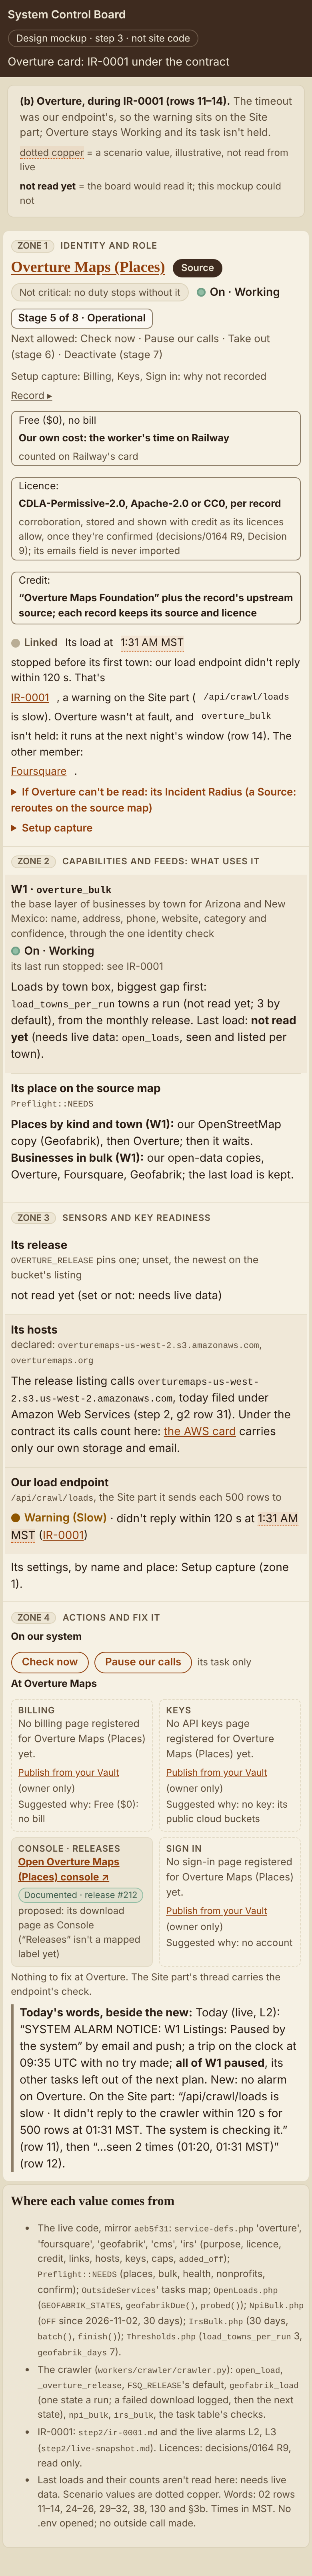 System Control Board
Design mockup · step 3 · not site code
Overture card: IR-0001 under the contract
(b) Overture, during IR-0001 (rows 11–14). The timeout
was our endpoint's, so the warning sits on the Site
part; Overture stays Working and its task isn't held.
dotted copper = a scenario value, illustrative, not read from
live
not read yet = the board would read it; this mockup could
not
ZONE 1 IDENTITY AND ROLE
Overture Maps (Places) Source
Not critical: no duty stops without it On · Working
Stage 5 of 8 · Operational
Next allowed: Check now · Pause our calls · Take out
(stage 6) · Deactivate (stage 7)
Setup capture: Billing, Keys, Sign in: why not recorded
Record ▸
Free ($0), no bill
Our own cost: the worker's time on Railway
counted on Railway's card
Licence:
CDLA-Permissive-2.0, Apache-2.0 or CC0, per record
corroboration, stored and shown with credit as its licences
allow, once they're confirmed (decisions/0164 R9, Decision
9); its emails field is never imported
Credit:
“Overture Maps Foundation” plus the record's upstream
source; each record keeps its source and licence
Linked Its load at 1:31 AM MST
stopped before its first town: our load endpoint didn't reply
within 120 s. That's
IR-0001 , a warning on the Site part ( /api/crawl/loads
is slow). Overture wasn't at fault, and overture_bulk
isn't held: it runs at the next night's window (row 14). The
other member:
Foursquare .
▶ If Overture can't be read: its Incident Radius (a Source:
reroutes on the source map)
▶ Setup capture
ZONE 2 CAPABILITIES AND FEEDS: WHAT USES IT
W1 · overture_bulk
the base layer of businesses by town for Arizona and New
Mexico: name, address, phone, website, category and
confidence, through the one identity check
On · Working
its last run stopped: see IR-0001
Loads by town box, biggest gap first:
load_towns_per_run towns a run (not read yet; 3 by
default), from the monthly release. Last load: not read
yet (needs live data: open_loads, seen and listed per
town).
Its place on the source map
Preflight::NEEDS
Places by kind and town (W1): our OpenStreetMap
copy (Geofabrik), then Overture; then it waits.
Businesses in bulk (W1): our open-data copies,
Overture, Foursquare, Geofabrik; the last load is kept.
ZONE 3 SENSORS AND KEY READINESS
Its release
OVERTURE_RELEASE pins one; unset, the newest on the
bucket's listing
not read yet (set or not: needs live data)
Its hosts
declared: overturemaps-us-west-2.s3.amazonaws.com,
overturemaps.org
The release listing calls overturemaps-us-west-
2.s3.us-west-2.amazonaws.com, today filed under
Amazon Web Services (step 2, g2 row 31). Under the
contract its calls count here: the AWS card carries
only our own storage and email.
Our load endpoint
/api/crawl/loads, the Site part it sends each 500 rows to
Warning (Slow) · didn't reply within 120 s at 1:31 AM
MST (IR-0001)
Its settings, by name and place: Setup capture (zone
1).
ZONE 4 ACTIONS AND FIX IT
On our system
Check now Pause our calls its task only
At Overture Maps
BILLING
No billing page registered
for Overture Maps (Places)
yet.
Publish from your Vault
(owner only)
Suggested why: Free ($0):
no bill
KEYS
No API keys page
registered for Overture
Maps (Places) yet.
Publish from your Vault
(owner only)
Suggested why: no key: its
public cloud buckets
CONSOLE · RELEASES
Open Overture Maps
(Places) console ↗
Documented · release #212
proposed: its download
page as Console
(“Releases” isn't a mapped
label yet)
SIGN IN
No sign-in page registered
for Overture Maps (Places)
yet.
Publish from your Vault
(owner only)
Suggested why: no account
Nothing to fix at Overture. The Site part's thread carries the
endpoint's check.
Today's words, beside the new: Today (live, L2):
“SYSTEM ALARM NOTICE: W1 Listings: Paused by
the system” by email and push; a trip on the clock at
09:35 UTC with no try made; all of W1 paused, its
other tasks left out of the next plan. New: no alarm
on Overture. On the Site part: “/api/crawl/loads is
slow · It didn't reply to the crawler within 120 s for
500 rows at 01:31 MST. The system is checking it.”
(row 11), then “...seen 2 times (01:20, 01:31 MST)”
(row 12).
Where each value comes from
• The live code, mirror aeb5f31: service-defs.php 'overture',
'foursquare', 'geofabrik', 'cms', 'irs' (purpose, licence,
credit, links, hosts, keys, caps, added_off);
Preflight::NEEDS (places, bulk, health, nonprofits,
confirm); OutsideServices' tasks map; OpenLoads.php
(GEOFABRIK_STATES, geofabrikDue(), probed()); NpiBulk.php
(OFF since 2026-11-02, 30 days); IrsBulk.php (30 days,
batch(), finish()); Thresholds.php (load_towns_per_run 3,
geofabrik_days 7).
• The crawler (workers/crawler/crawler.py): open_load,
_overture_release, FSQ_RELEASE's default, geofabrik_load
(one state a run; a failed download logged, then the next
state), npi_bulk, irs_bulk, the task table's checks.
• IR-0001: step2/ir-0001.md and the live alarms L2, L3
(step2/live-snapshot.md). Licences: decisions/0164 R9,
read only.
• Last loads and their counts aren't read here: needs live
data. Scenario values are dotted copper. Words: 02 rows
11–14, 24–26, 29–32, 38, 130 and §3b. Times in MST. No
.env opened; no outside call made.